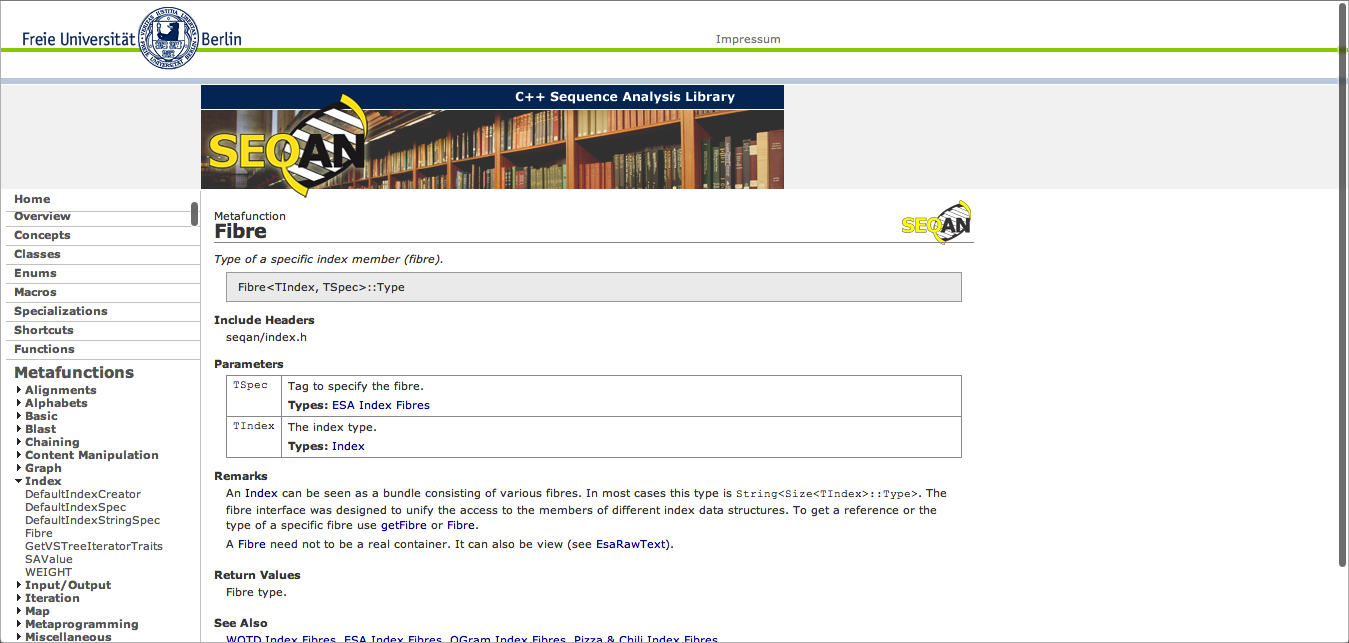 Freie Universität Berlin
Impressum
C++ Sequence Analysis Library
SEQAN
Home
Overview
Concepts
Classes
Enums
Macros
Specializations
Shortcuts
Functions
Metafunctions
Alignments
Alphabets
Basic
Blast
Chaining
Content Manipulation
Graph
Index
DefaultIndexCreator
DefaultIndexSpec
DefaultIndexStringSpec
Fibre
GetVSTreeIteratorTraits
SAValue
WEIGHT
Input/Output
Iteration
Map
Metaprogramming
Miscellaneous
Metafunction
Fibre
SEQAN
Type of a specific index member (fibre).
Fibre<TIndex, TSpec>::Type
Include Headers
seqan/index.h
Parameters
TSpec Tag to specify the fibre.
Types: ESA Index Fibres
TIndex The index type.
Types: Index
Remarks
An Index can be seen as a bundle consisting of various fibres. In most cases this type is String<Size<TIndex>::Type>. The
fibre interface was designed to unify the access to the members of different index data structures. To get a reference or the
type of a specific fibre use getFibre or Fibre.
A Fibre need not to be a real container. It can also be view (see EsaRawText).
Return Values
Fibre type.
See Also
WOTD Index Fibres, ESA Index Fibres, QGram Index Fibres, Pizza & Chili Index Fibres